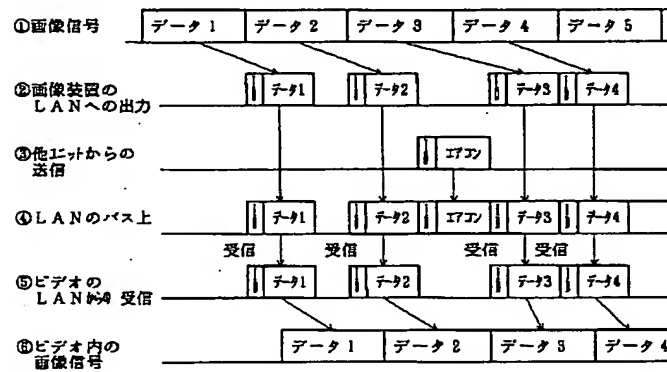 ①画像信号
データ1 データ2 データ3 データ4 データ5
②画像装置の
LANへの出力
データ1 データ2 データ3 データ4
③他ユニットからの
送信
エアコン
④LANのバス上
データ1 データ2 エアコン データ3 データ4
受信 受信 受信 受信
⑤ビデオの
LANから 受信
データ1 データ2 データ3 データ4
⑥ビデオ内の
画像信号
データ1 データ2 データ3 データ4